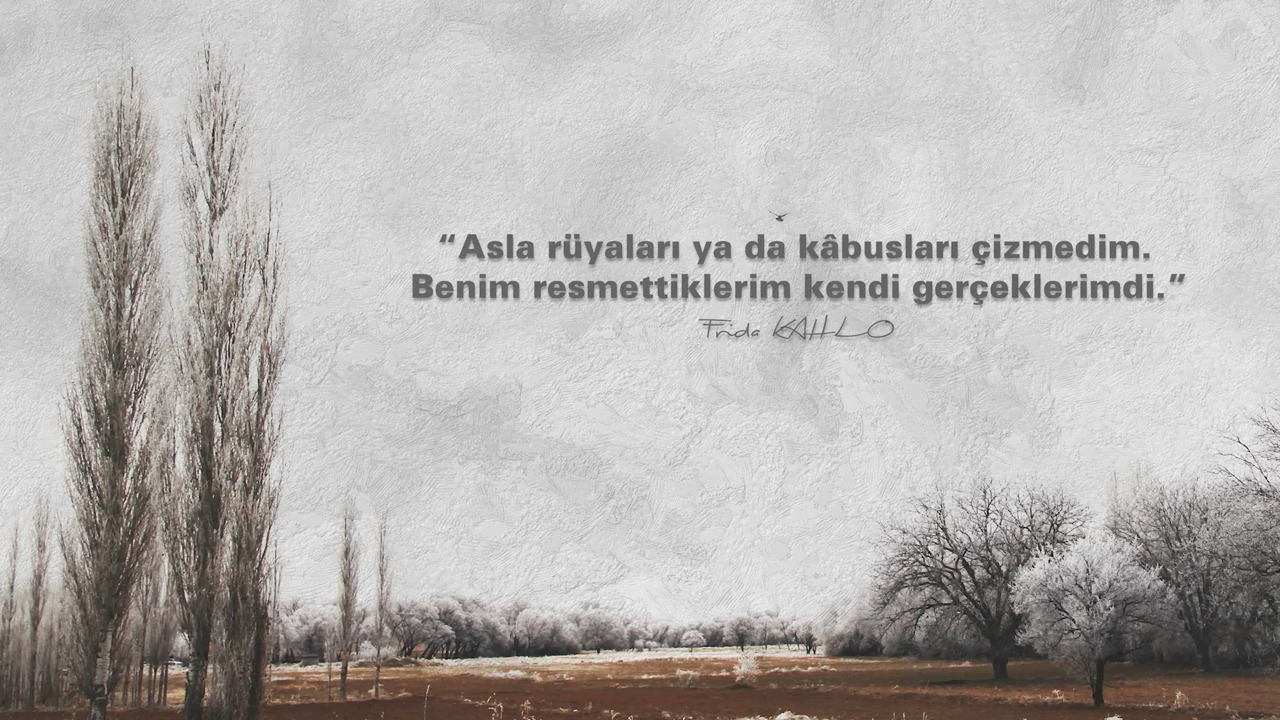 “Asla rüyaları ya da kâbusları çizmedim.
Benim resmettiklerim kendi gerçeklerimdi.”
Frida KAHLO